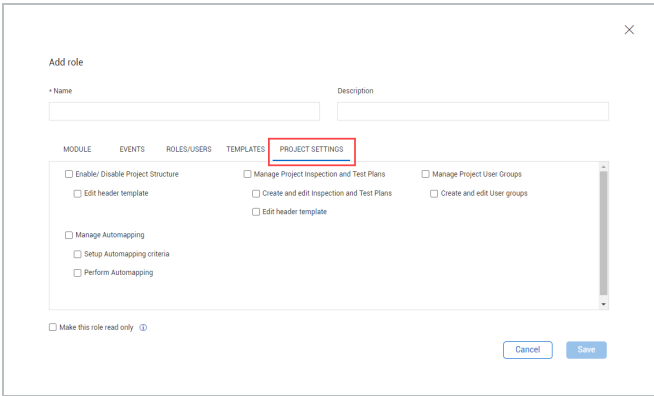 Add role
* Name
Description
MODULE EVENTS ROLES/USERS TEMPLATES PROJECT SETTINGS
Enable/ Disable Project Structure
Edit header template
Manage Project Inspection and Test Plans
Create and edit Inspection and Test Plans
Edit header template
Manage Project User Groups
Create and edit User groups
Manage Automapping
Setup Automapping criteria
Perform Automapping
Make this role read only
Cancel Save